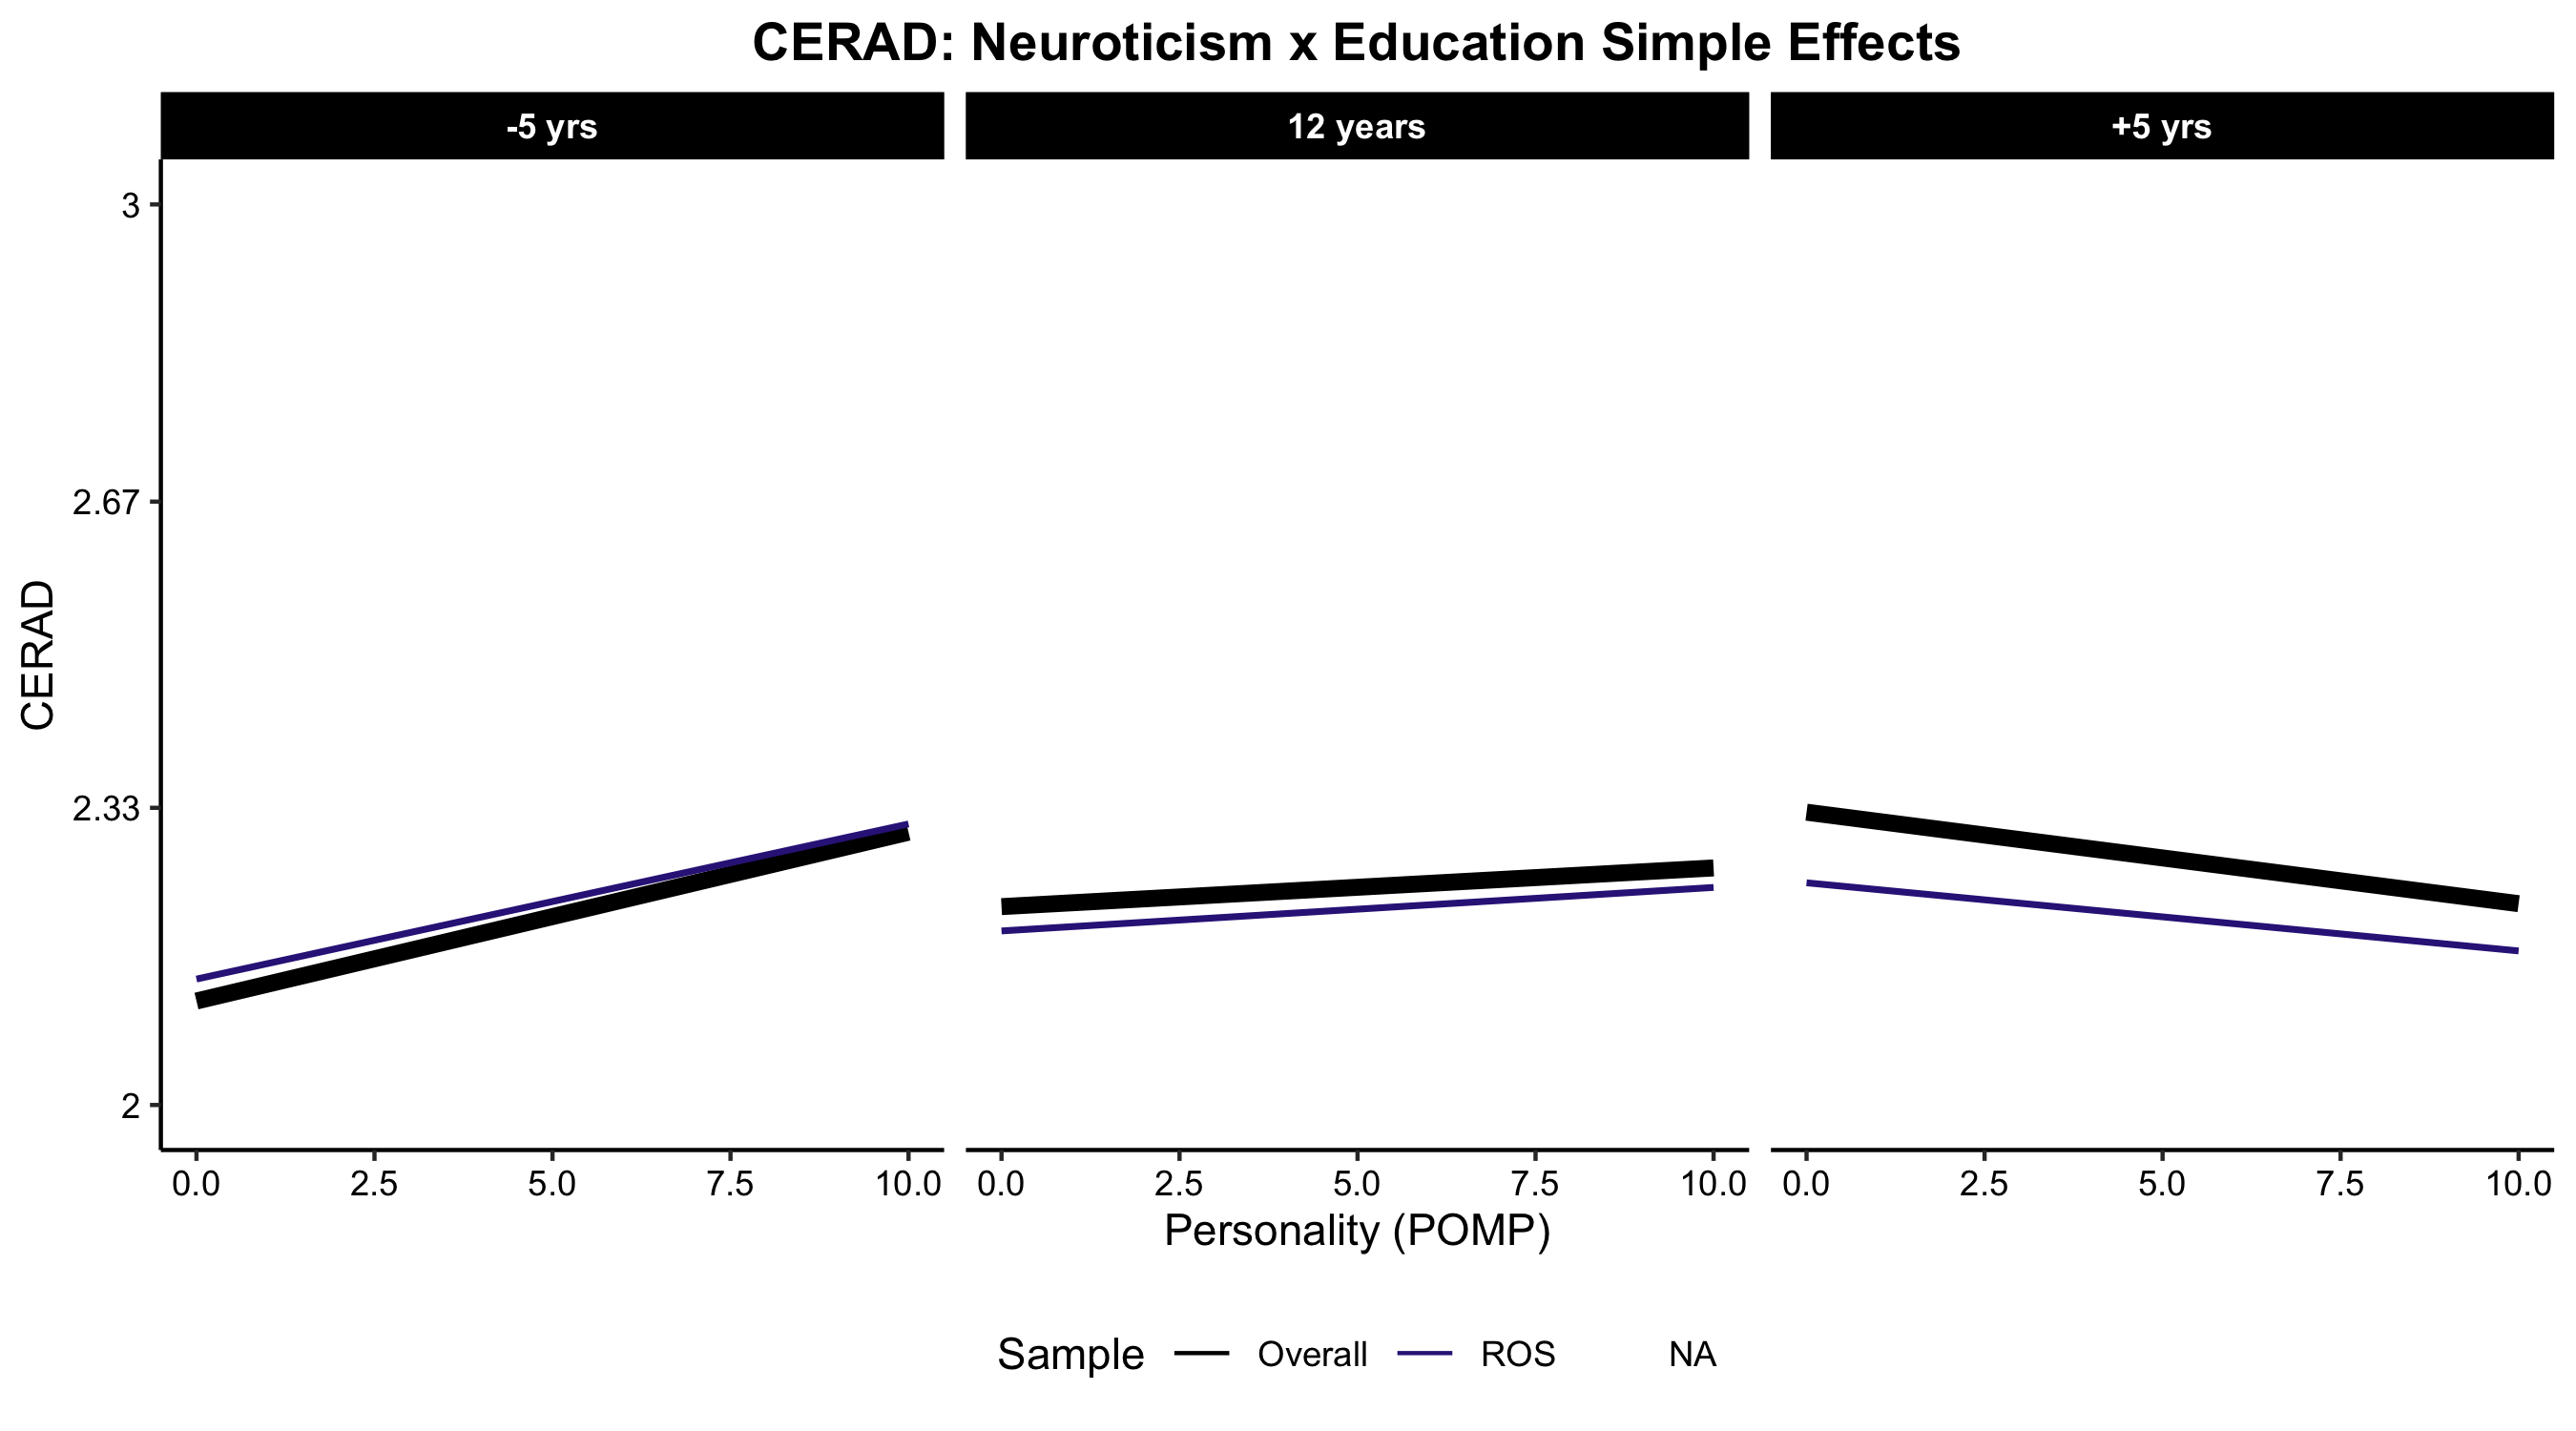 CERAD: Neuroticism x Education Simple Effects
-5 yrs 12 years +5 yrs
3
2.67
2.33
2
CERAD
0.0 2.5 5.0 7.5 10.0 0.0 2.5 5.0 7.5 10.0 0.0 2.5 5.0 7.5 10.0
Personality (POMP)
Sample Overall ROS NA